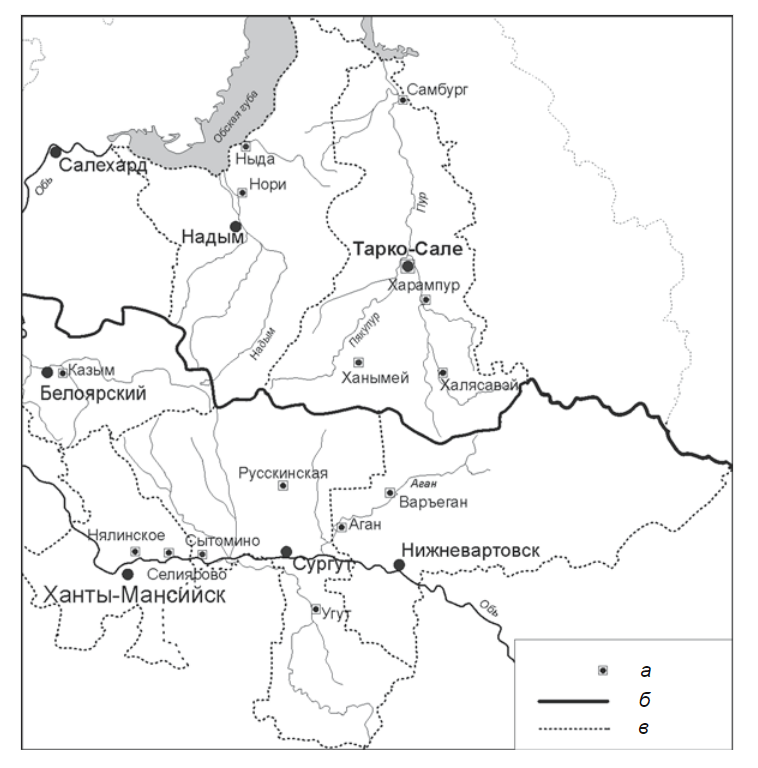 Самбург
Обская губа
Салехард
Обь
Ныда
Нори
Надым
Пур
Тарко-Сале
Харампур
Пякупур
Надым
Ханымей
Халясавэй
Казым
Белоярский
Русскинская
Аган
Варъеган
Аган
Нялинское
Сытомино
Селиярово
Сургут
Нижневартовск
Ханты-Мансийск
Обь
Угут
а
б
в